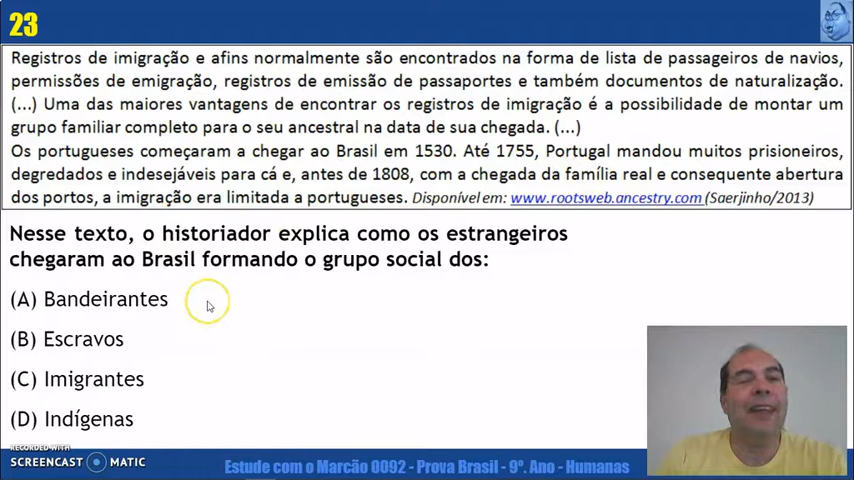 23
Registros de imigração e afins normalmente são encontrados na forma de lista de passageiros de navios,
permissões de emigração, registros de emissão de passaportes e também documentos de naturalização.
(...) Uma das maiores vantagens de encontrar os registros de imigração é a possibilidade de montar um
grupo familiar completo para o seu ancestral na data de sua chegada. (...)
Os portugueses começaram a chegar ao Brasil em 1530. Até 1755, Portugal mandou muitos prisioneiros,
degredados e indesejáveis para cá e, antes de 1808, com a chegada da família real e consequente abertura
dos portos, a imigração era limitada a portugueses. Disponível em: www.rootsweb.ancestry.com (Saerjinho/2013)
Nesse texto, o historiador explica como os estrangeiros
chegaram ao Brasil formando o grupo social dos:
(A) Bandeirantes
(B) Escravos
(C) Imigrantes
(D) Indígenas
RECORDED WITH
SCREENCAST MATIC
Estude com o Marcão 0092 - Prova Brasil - 9º. Ano - Humanas